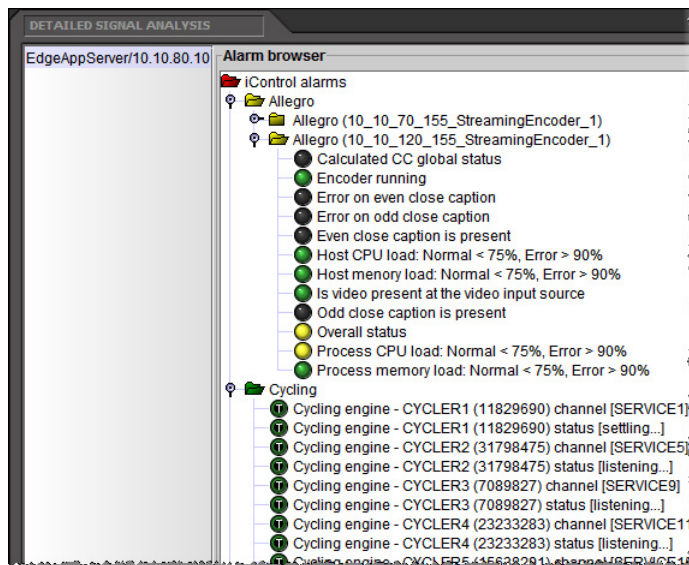 DETAILED SIGNAL ANALYSIS
EdgeAppServer/10.10.80.10
Alarm browser
iControl alarms
Allegro
Allegro (10_10_70_155_StreamingEncoder_1)
Allegro (10_10_120_155_StreamingEncoder_1)
Calculated CC global status
Encoder running
Error on even close caption
Error on odd close caption
Even close caption is present
Host CPU load: Normal < 75%, Error > 90%
Host menory load: Normal < 75%, Error > 90%
Is video present at the video input source
Odd close caption is present
Overall status
Process CPU load: Normal < 75%, Error > 90%
Process memory load: Normal < 75%, Error > 90%
Cycling
Cycling engine - CYCLER1 (11829690) channel [SERVICE1]
Cycling engine - CYCLER1 (11829690) status [settling...]
Cycling engine - CYCLER2 (31798475) channel [SERVICE5]
Cycling engine - CYCLER2 (31798475) status [listening...]
Cycling engine - CYCLER3 (7089827) channel [SERVICE9]
Cycling engine - CYCLER3 (7089827) status [listening...]
Cycling engine - CYCLER4 (23233283) channel [SERVICE1
Cycling engine - CYCLER4 (23233283) status [listening...]
Cycling engine - CYCLER5